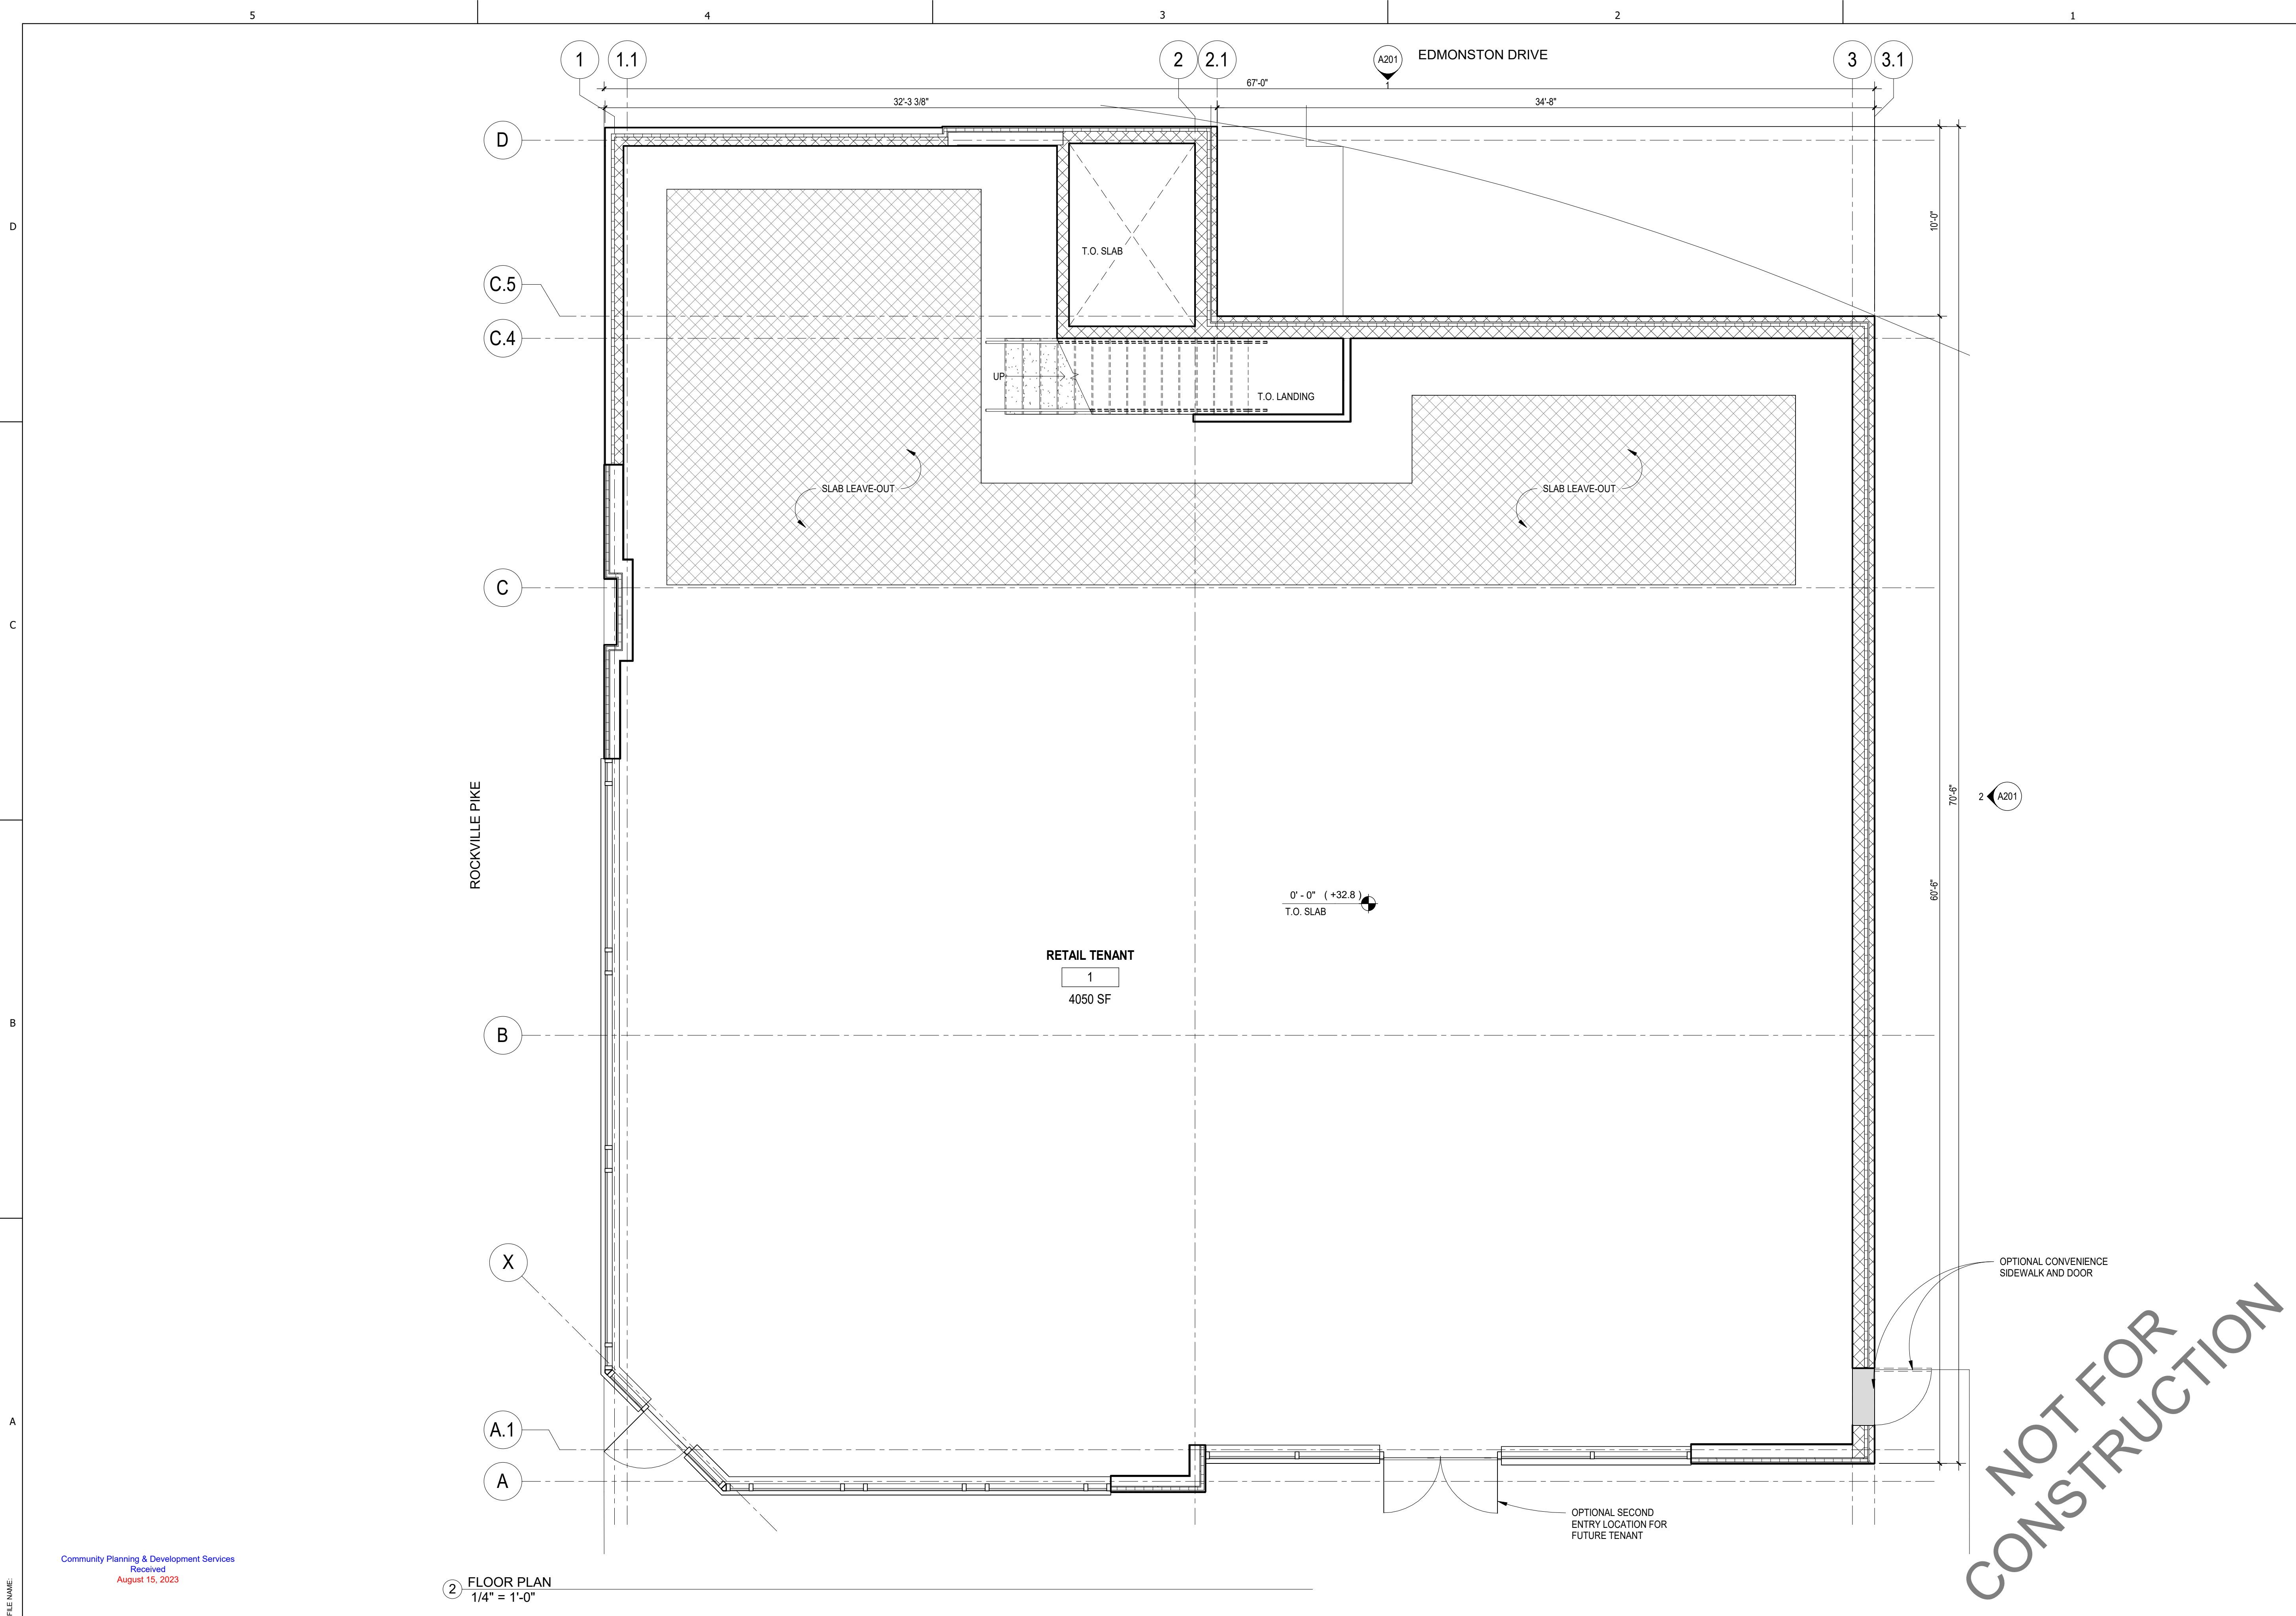 5 4 3 2 1
1 1.1 2 2.1 A201 EDMONSTON DRIVE 3 3.1
1
67'-0"
32'-3 3/8" 34'-8"
D
D
10'-0"
T.O. SLAB
C.5
C.4
UP
T.O. LANDING
SLAB LEAVE-OUT SLAB LEAVE-OUT
C
C
ROCKVILLE PIKE
70'-6"
2 A201
60'-6"
0' - 0" ( +32.8 )
T.O. SLAB
RETAIL TENANT
1
4050 SF
B
B
X
OPTIONAL CONVENIENCE
SIDEWALK AND DOOR
A
A.1
A
OPTIONAL SECOND
ENTRY LOCATION FOR
FUTURE TENANT
NOT FOR
CONSTRUCTION
Community Planning & Development Services
Received
August 15, 2023
2 FLOOR PLAN
1/4" = 1'-0"
FILE NAME: